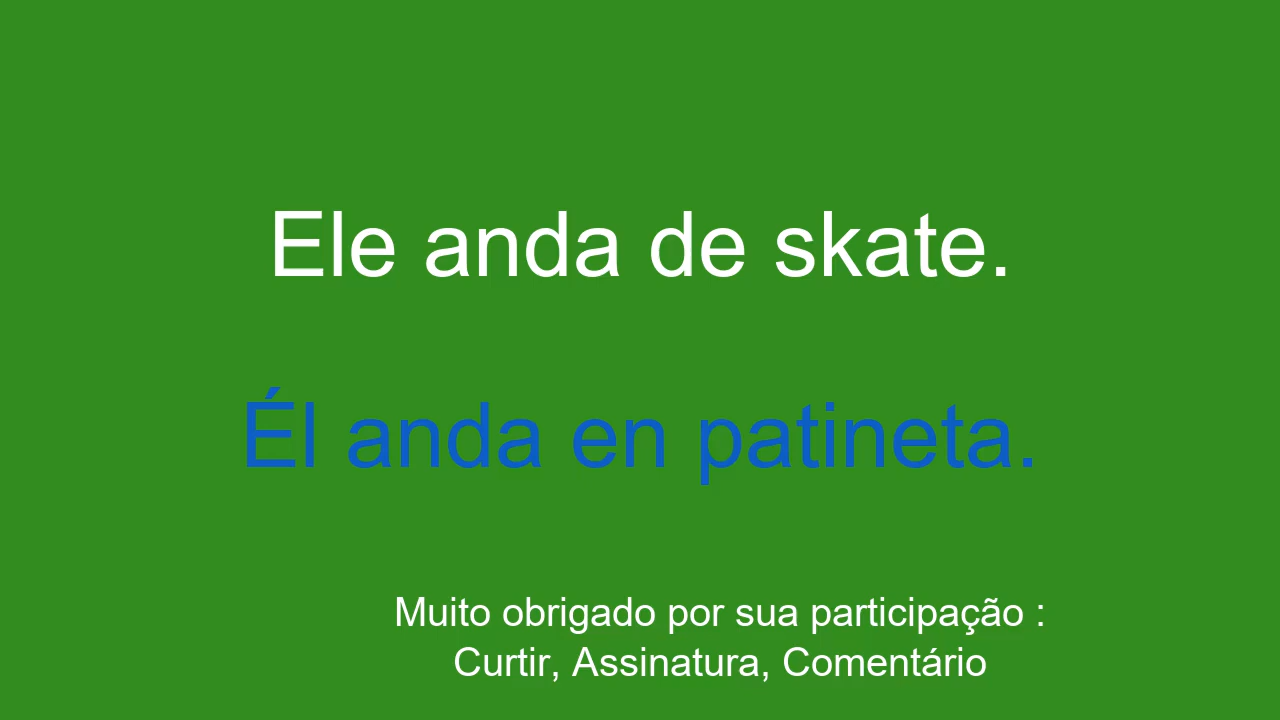 Ele anda de skate.
Él anda en patineta.
Muito obrigado por sua participação :
Curtir, Assinatura, Comentário